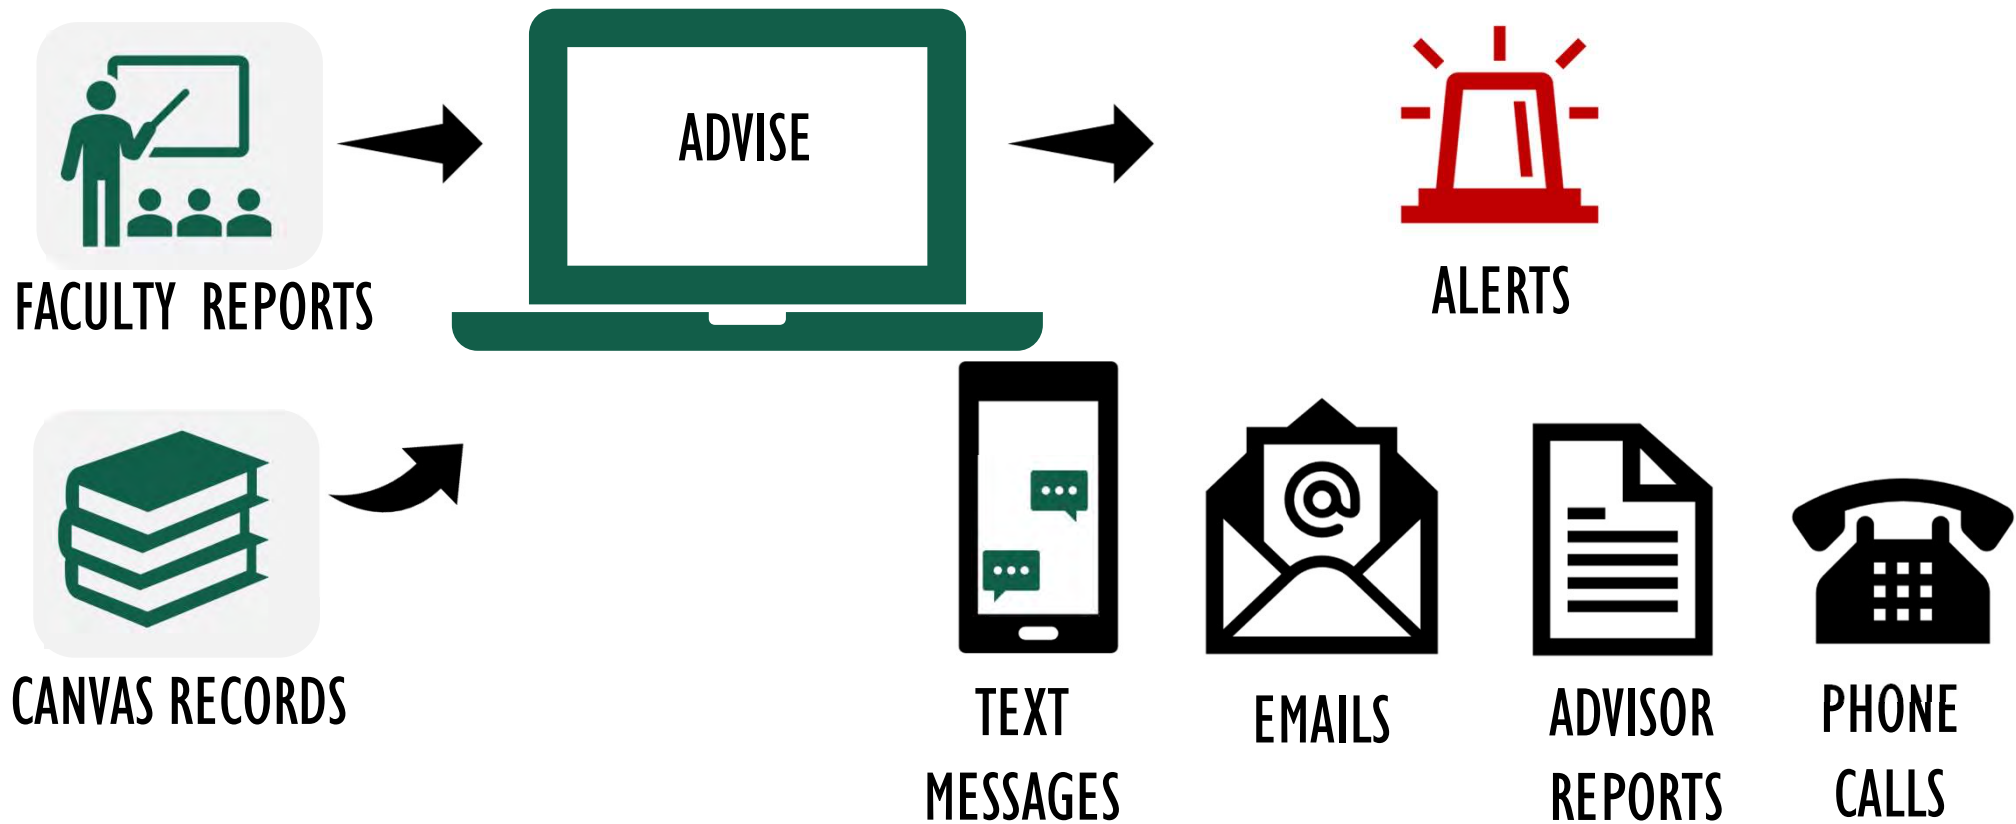 ADVISE
FACULTY REPORTS
ALERTS
CANVAS RECORDS
TEXT
MESSAGES
EMAILS
ADVISOR
REPORTS
PHONE
CALLS